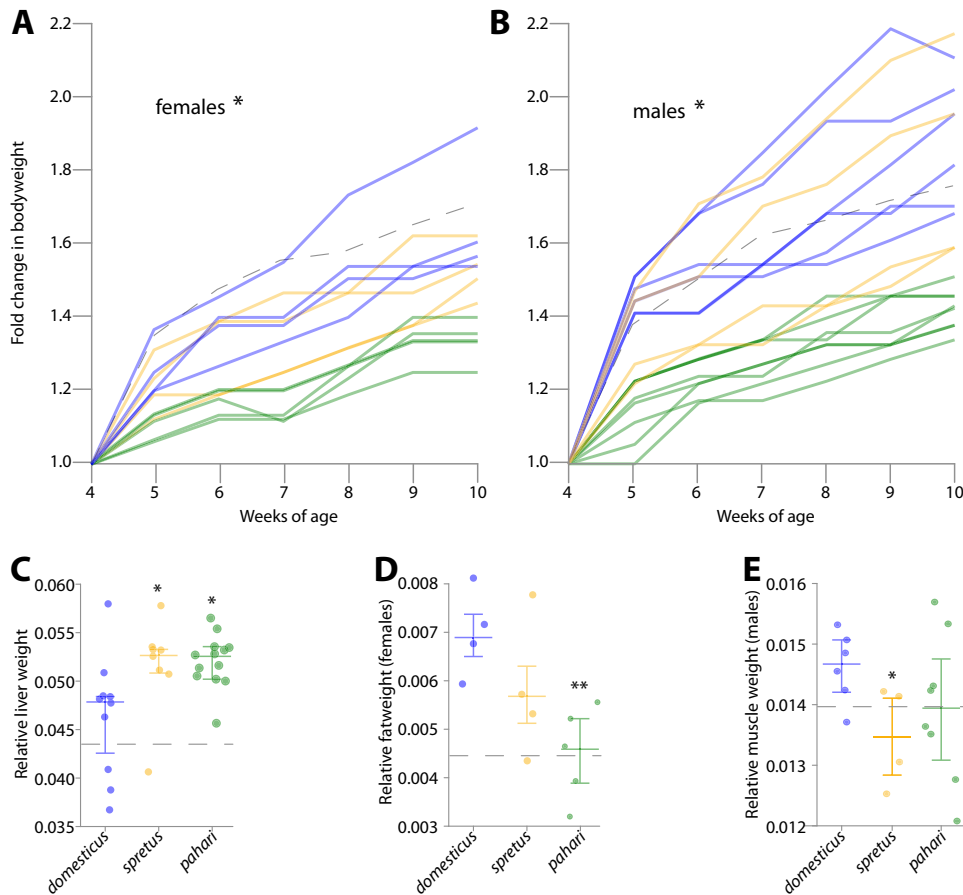 A
B
2.2
2.0
1.8
1.6
1.4
1.2
1.0
Fold change in bodyweight
females *
4 5 6 7 8 9 10
Weeks of age
2.2
2.0
1.8
1.6
1.4
1.2
1.0
males *
4 5 6 7 8 9 10
Weeks of age
C
Relative liver weight
0.060
0.055
0.050
0.045
0.040
0.035
* *
domesticus spretus pahari
D
Relative fatweight (females)
0.008
0.007
0.006
0.005
0.004
0.003
**
domesticus spretus pahari
E
Relative muscle weight (males)
0.016
0.015
0.014
0.013
0.012
*
domesticus spretus pahari